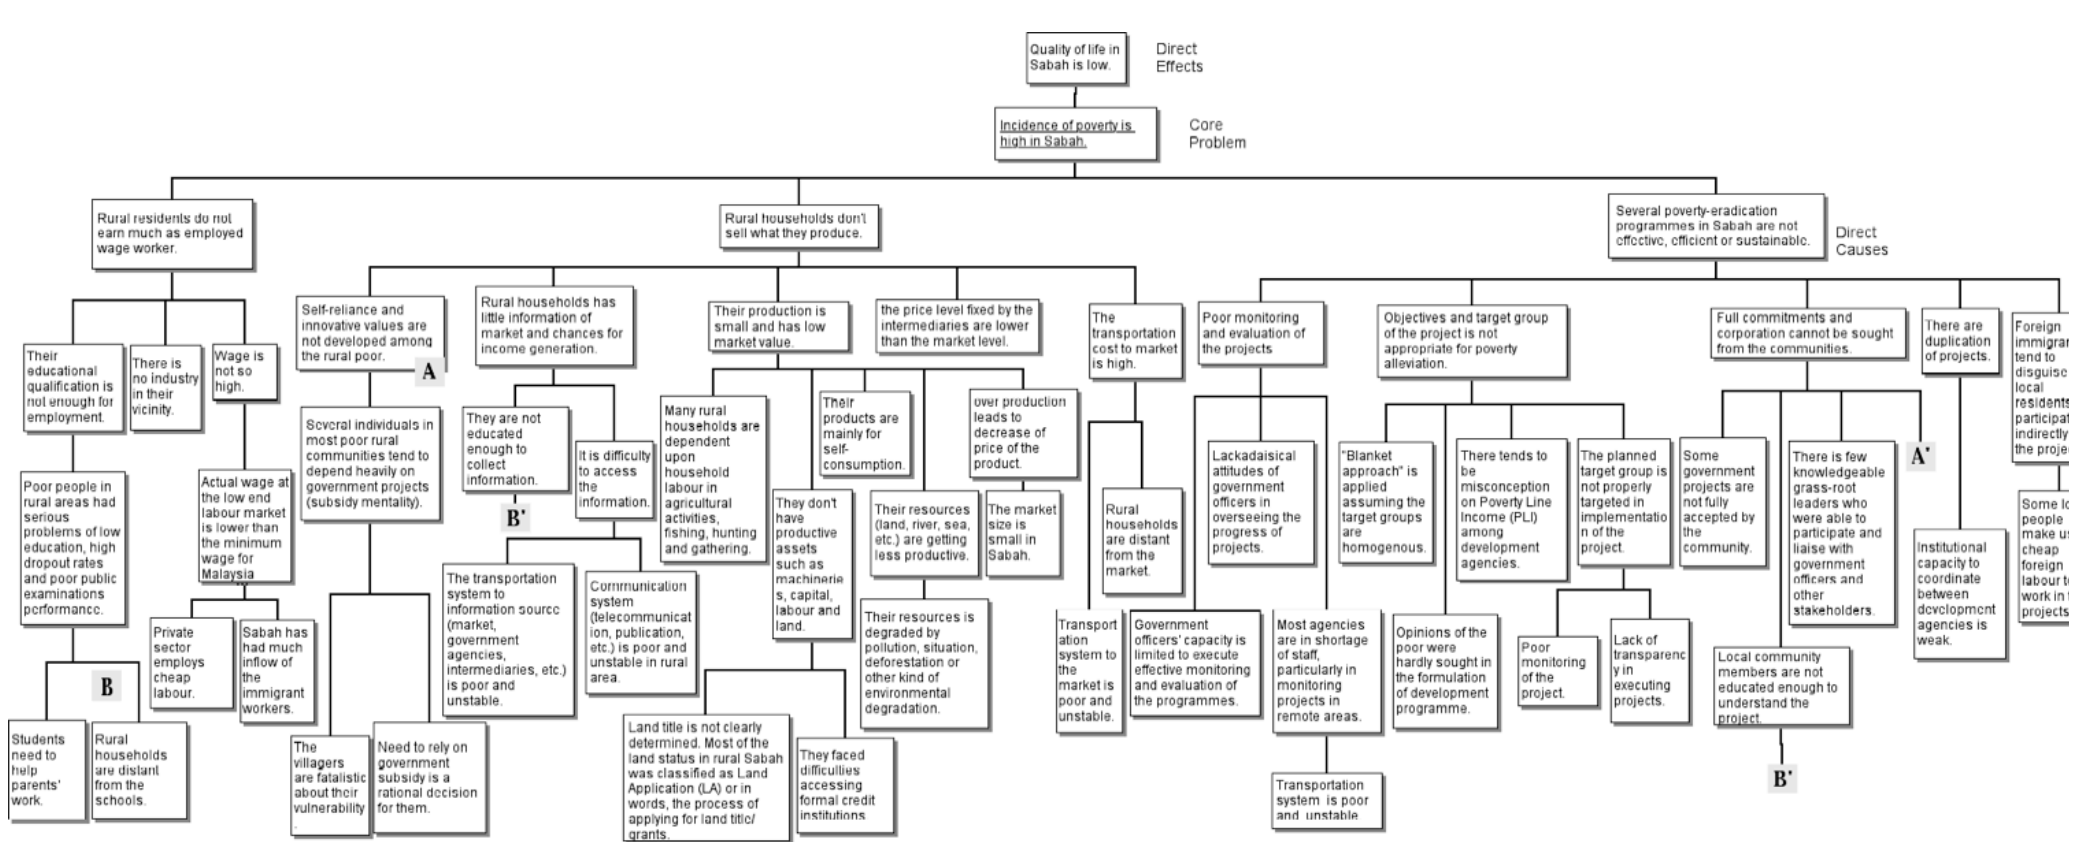 Quality of life in
Sabah is low.
Direct
Effects
Incidence of poverty is
high in Sabah.
Core
Problem
Rural residents do not
earn much as employed
wage worker.
Rural households don't
sell what they produce.
Several poverty-eradication
programmes in Sabah are not
effective, efficient or sustainable.
Direct
Causes
Their
educational
qualification is
not enough for
employment.
There is
no industry
in their
vicinity.
Wage is
not so
high.
Self-reliance and
innovative values are
not developed among
the rural poor.
A
Rural households has
little information of
market and chances for
income generation.
Their production is
small and has low
market value.
the price level fixed by the
intermediaries are lower
than the market level.
The
transportation
cost to market
is high.
Poor monitoring
and evaluation of
the projects
Objectives and target group
of the project is not
appropriate for poverty
alleviation.
Full commitments and
corporation cannot be sought
from the communities.
There are
duplication
of projects.
Foreign
immigrar
tend to
disguise
local
residents
participat
indirectly
the projec
Poor people in
rural areas had
serious
problems of low
education, high
dropout rates
and poor public
examinations
performance.
Actual wage at
the low end
labour market
is lower than
the minimum
wage for
Malaysia
Several individuals in
most poor rural
communities tend to
depend heavily on
government projects
(subsidy mentality).
They are not
educated
enough to
collect
information.
B'
It is difficulty
to access
the
information.
Many rural
households are
dependent
upon
household
labour in
agricultural
activities,
fishing, hunting
and gathering.
They don't
have
productive
assets
such as
machinerie
s, capital,
labour and
land.
Their
products are
mainly for
self-
consumption.
Their resources
(land, river, sea,
etc.) are getting
less productive.
over production
leads to
decrease of
price of the
product.
The market
size is
small in
Sabah.
Rural
households
are distant
from the
market.
Lackadaisical
attitudes of
government
officers in
overseeing the
progress of
projects.
"Blanket
approach" is
applied
assuming the
target groups
are
homogenous.
There tends to
be
misconception
on Poverty Line
Income (PLI)
among
development
agencies.
The planned
target group is
not properly
targeted in
implementatio
n of the
project.
Some
government
projects are
not fully
accepted by
the
community.
There is few
knowledgeable
grass-root
leaders who
were able to
participate and
liaise with
government
officers and
other
stakeholders.
A'
Institutional
capacity to
coordinate
between
development
agencies is
weak.
Some lo
people
make us
cheap
foreign
labour to
work in t
projects
B
Private
sector
employs
cheap
labour.
Sabah has
had much
inflow of
the
immigrant
workers.
The transportation
system to
information source
(market,
government
agencies,
intermediaries, etc.)
is poor and
unstable.
Communication
system
(telecommunicat
ion, publication,
etc.) is poor and
unstable in rural
area.
Their resources is
degraded by
pollution, situation,
deforestation or
other kind of
environmental
degradation.
Transport
ation
system to
the
market is
poor and
unstable.
Government
officers' capacity is
limited to execute
effective monitoring
and evaluation of
the programmes.
Most agencies
are in shortage
of staff,
particularly in
monitoring
projects in
remote areas.
Opinions of the
poor were
hardly sought in
the formulation
of development
programme.
Poor
monitoring
of the
project.
Lack of
transparenc
y in
executing
projects.
Local community
members are not
educated enough to
understand the
project.
B'
Students
need to
help
parents'
work.
Rural
households
are distant
from the
schools.
The
villagers
are fatalistic
about their
vulnerability
.
Need to rely on
government
subsidy is a
rational decision
for them.
Land title is not clearly
determined. Most of the
land status in rural Sabah
was classified as Land
Application (LA) or in
words, the process of
applying for land title/
grants.
They faced
difficulties
accessing
formal credit
institutions
Transportation
system is poor
and unstable